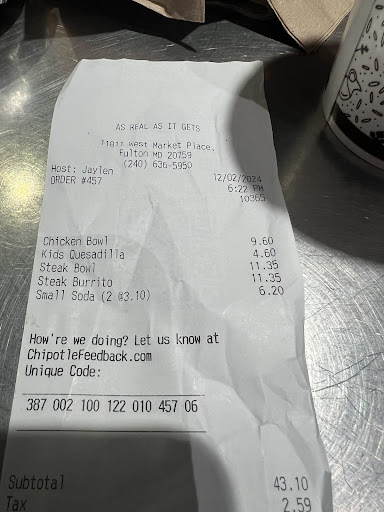 AS REAL AS IT GETS
11811 West Market Place,
Fulton MD 20759
(240) 636-5950
Host: Jaylen 12/02/2024
ORDER #457 6:22 PM
10365
Chicken Bowl 9.60
Kids Quesadilla 4.60
Steak Bowl 11.35
Steak Burrito 11.35
Small Soda (2 @3.10) 6.20
How're we doing? Let us know at
ChipotleFeedback.com
Unique Code:
387 002 100 122 010 457 06
Subtotal 43.10
Tax 2.59